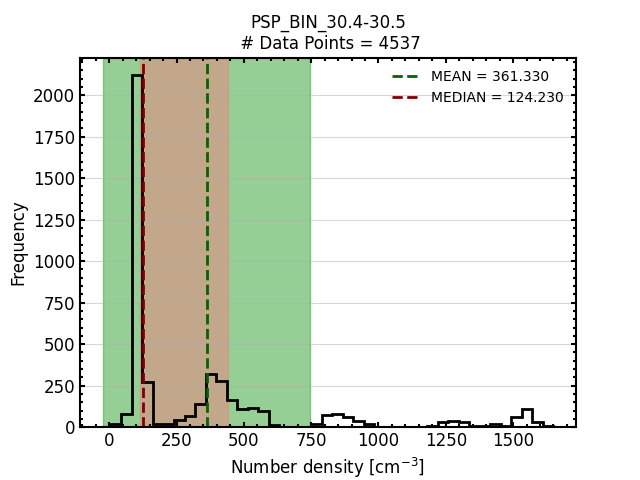 PSP_BIN_30.4-30.5
# Data Points = 4537
MEAN = 361.330
MEDIAN = 124.230
Frequency
2000
1750
1500
1250
1000
750
500
250
0
0 250 500 750 1000 1250 1500
Number density [cm⁻³]